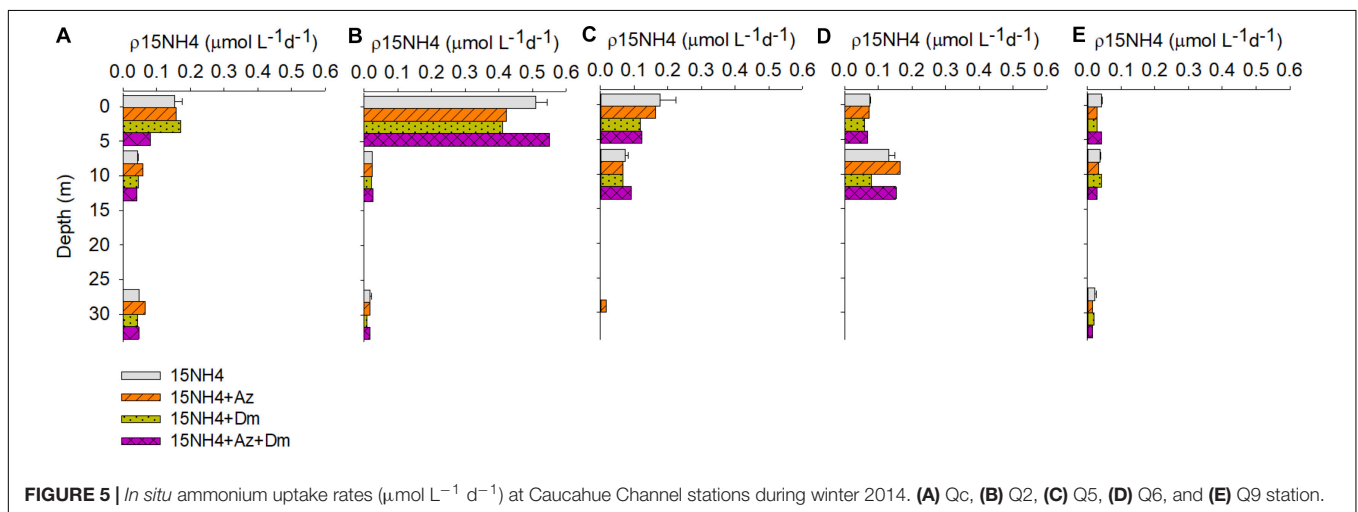 A B C D E
ρ15NH4 (μmol L⁻¹d⁻¹) ρ15NH4 (μmol L⁻¹d⁻¹) ρ15NH4 (μmol L⁻¹d⁻¹) ρ15NH4 (μmol L⁻¹d⁻¹) ρ15NH4 (μmol L⁻¹d⁻¹)
0.0 0.1 0.2 0.3 0.4 0.5 0.6 0.0 0.1 0.2 0.3 0.4 0.5 0.6 0.0 0.1 0.2 0.3 0.4 0.5 0.6 0.0 0.1 0.2 0.3 0.4 0.5 0.6 0.0 0.1 0.2 0.3 0.4 0.5 0.6
Depth (m)
0
5
10
15
20
25
30
15NH4
15NH4+Az
15NH4+Dm
15NH4+Az+Dm
FIGURE 5 | In situ ammonium uptake rates (μmol L⁻¹ d⁻¹) at Caucahue Channel stations during winter 2014. (A) Qc, (B) Q2, (C) Q5, (D) Q6, and (E) Q9 station.